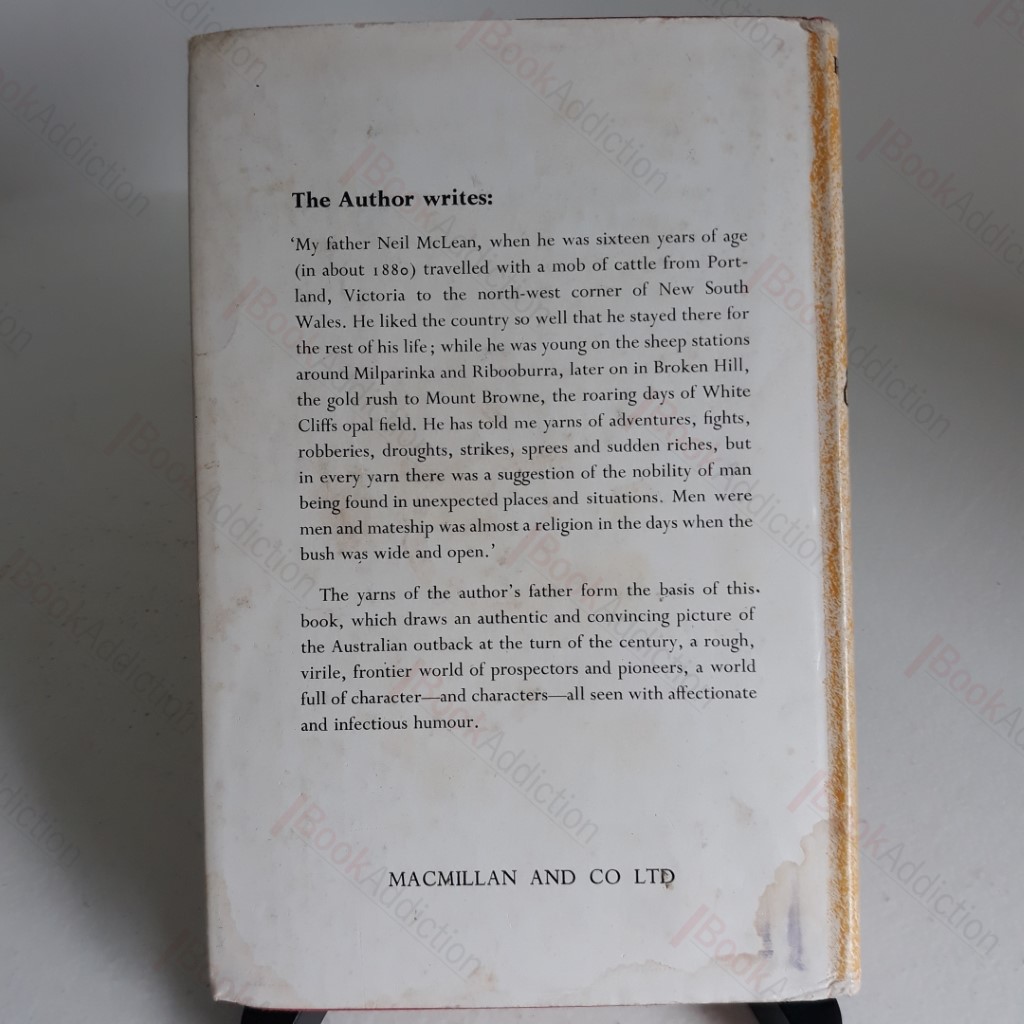 The Author writes:
‘My father Neil McLean, when he was sixteen years of age
(in about 1880) travelled with a mob of cattle from Port-
land, Victoria to the north-west corner of New South
Wales. He liked the country so well that he stayed there for
the rest of his life; while he was young on the sheep stations
around Milparinka and Ribooburra, later on in Broken Hill,
the gold rush to Mount Browne, the roaring days of White
Cliffs opal field. He has told me yarns of adventures, fights,
robberies, droughts, strikes, sprees and sudden riches, but
in every yarn there was a suggestion of the nobility of man
being found in unexpected places and situations. Men were
men and mateship was almost a religion in the days when the
bush was wide and open.’
The yarns of the author’s father form the basis of this
book, which draws an authentic and convincing picture of
the Australian outback at the turn of the century, a rough,
virile, frontier world of prospectors and pioneers, a world
full of character—and characters—all seen with affectionate
and infectious humour.
MACMILLAN AND CO LTD
BookAddiction